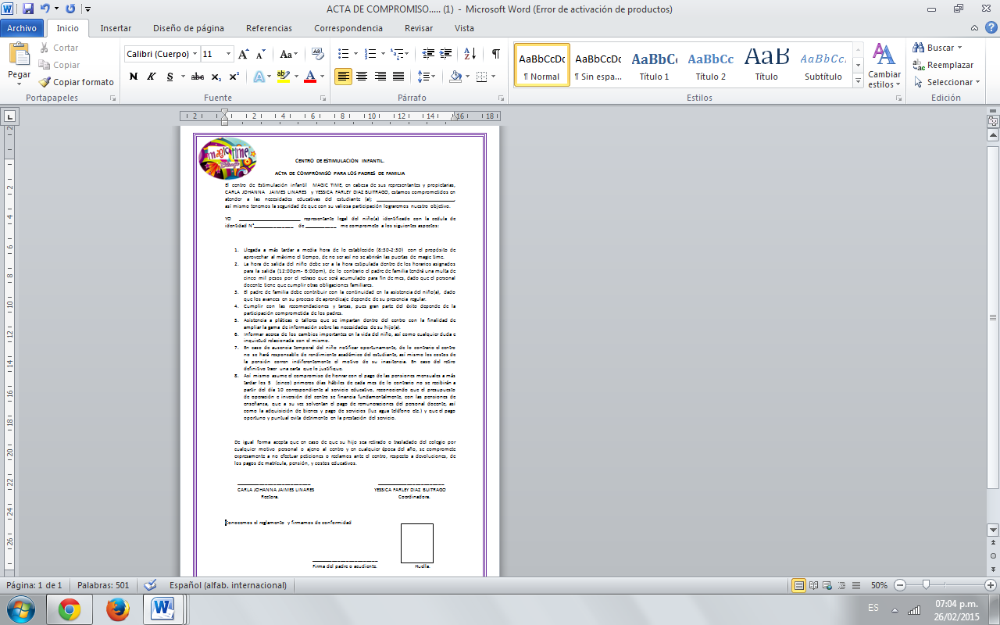 ACTA DE COMPROMISO..... (1) - Microsoft Word (Error de activación de productos)
Archivo Inicio Insertar Diseño de página Referencias Correspondencia Revisar Vista
Pegar
Cortar
Copiar
Copiar formato
Portapapeles
Calibri (Cuerpo) 11
N K S abc x₂ x²
Fuente
Párrafo
AaBbCcDc AaBbCcDc AaBbC AaBbCc AaB AaBbCc.
¶ Normal ¶ Sin espa... Título 1 Título 2 Título Subtítulo
Estilos
Cambiar estilos
Buscar
Reemplazar
Seleccionar
Edición
2 2 4 6 8 10 12 14 16 18
magic time
CENTRO DE ESTIMULACION INFANTIL.
ACTA DE COMPROMISO PARA LOS PADRES DE FAMILIA
El centro de Estimulación infantil MAGIC TIME, en cabeza de sus representantes y propietarias,
CARLA JOHANNA JAIMES LINARES y YESSICA FARLEY DIAZ BUITRAGO, estamos comprometidos en
atender a las necesidades educativas del estudiante (a); ______________________,
así mismo tenemos la seguridad de que con su valiosa participación lograremos nuestro objetivo.
YO ______________________ representante legal del niño(a) identificado con la cedula de
identidad N°______________ de ___________ me comprometo a los siguientes aspectos:
1. Llegada a más tardar a media hora de lo establecido (8:30-2:30) con el propósito de
aprovechar al máximo el tiempo, de no ser así no se abrirán las puertas de magic time.
2. La hora de salida del niño debe ser a la hora estipulada dentro de los horarios asignados
para la salida (12:00pm- 6:00pm), de lo contrario el padre de familia tendrá una multa de
cinco mil pesos por el retraso que será acumulado para fin de mes, dado que el personal
docente tiene que cumplir otras obligaciones familiares.
3. El padre de familia debe contribuir con la continuidad en la asistencia del niño(a), dado
que los avances en su proceso de aprendizaje depende de su presencia regular.
4. Cumplir con las recomendaciones y tareas, pues gran parte del éxito depende de la
participación comprometida de los padres.
5. Asistencia a pláticas o talleres que se impartan dentro del centro con la finalidad de
ampliar la gama de información sobre las necesidades de su hijo(a).
6. Informar acerca de los cambios importantes en la vida del niño, así como cualquier duda e
inquietud relacionada con el mismo.
7. En caso de ausencia temporal del niño notificar oportunamente, de lo contrario el centro
no se hará responsable de rendimiento académico del estudiante, así mismo los costos de
la pensión corren indiferentemente el motivo de su inasitencia. En caso del retiro
definitivo traer una carta que lo justifique.
8. Así mismo asume el compromiso de honrar con el pago de las pensiones mensuales a más
tardar los 5 (cinco) primeros días hábiles de cada mes de lo contrario no se recibirán a
partir del día 10 correspondiente al servicio educativo, reconociendo que el presupuesto
de operación e inversión del centro se financia fundamentalmente, con las pensiones de
enseñanza, que a su vez solventan el pago de remuneraciones del personal docente, así
como la adquisición de bienes y pago de servicios (luz agua teléfono etc.) y que el pago
oportuno y puntual evita detrimento en la prestación del servicio.
De igual forma acepta que en caso de que su hijo sea retirado o trasladado del colegio por
cualquier motivo personal o ajeno al centro y en cualquier época del año, se compromete
expresamente a no efectuar peticiones o reclamos ante el centro, respecto a devoluciones, de
los pagos de matrícula, pensión, y costos educativos.
CARLA JOHANNA JAIMES LINARES YESSICA FARLEY DIAZ BUITRAGO
Rectora. Coordinadora.
Conocemos el reglamento y firmamos de conformidad
Firma del padre o acudiente. Huella.
Página: 1 de 1 Palabras: 501 Español (alfab. internacional) 50%
ES 07:04 p.m.
26/02/2015